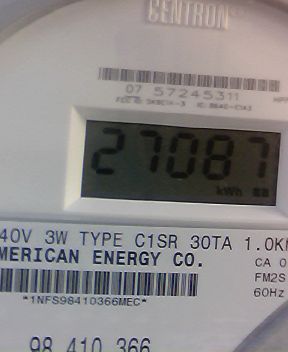 CENTRON
07 57245311
27087
kWh
40V 3W TYPE C1SR 30TA 1.0K
MERICAN ENERGY CO.
CA 0
FM2S
60Hz
*1NFS98410366MEC*
98 410 366